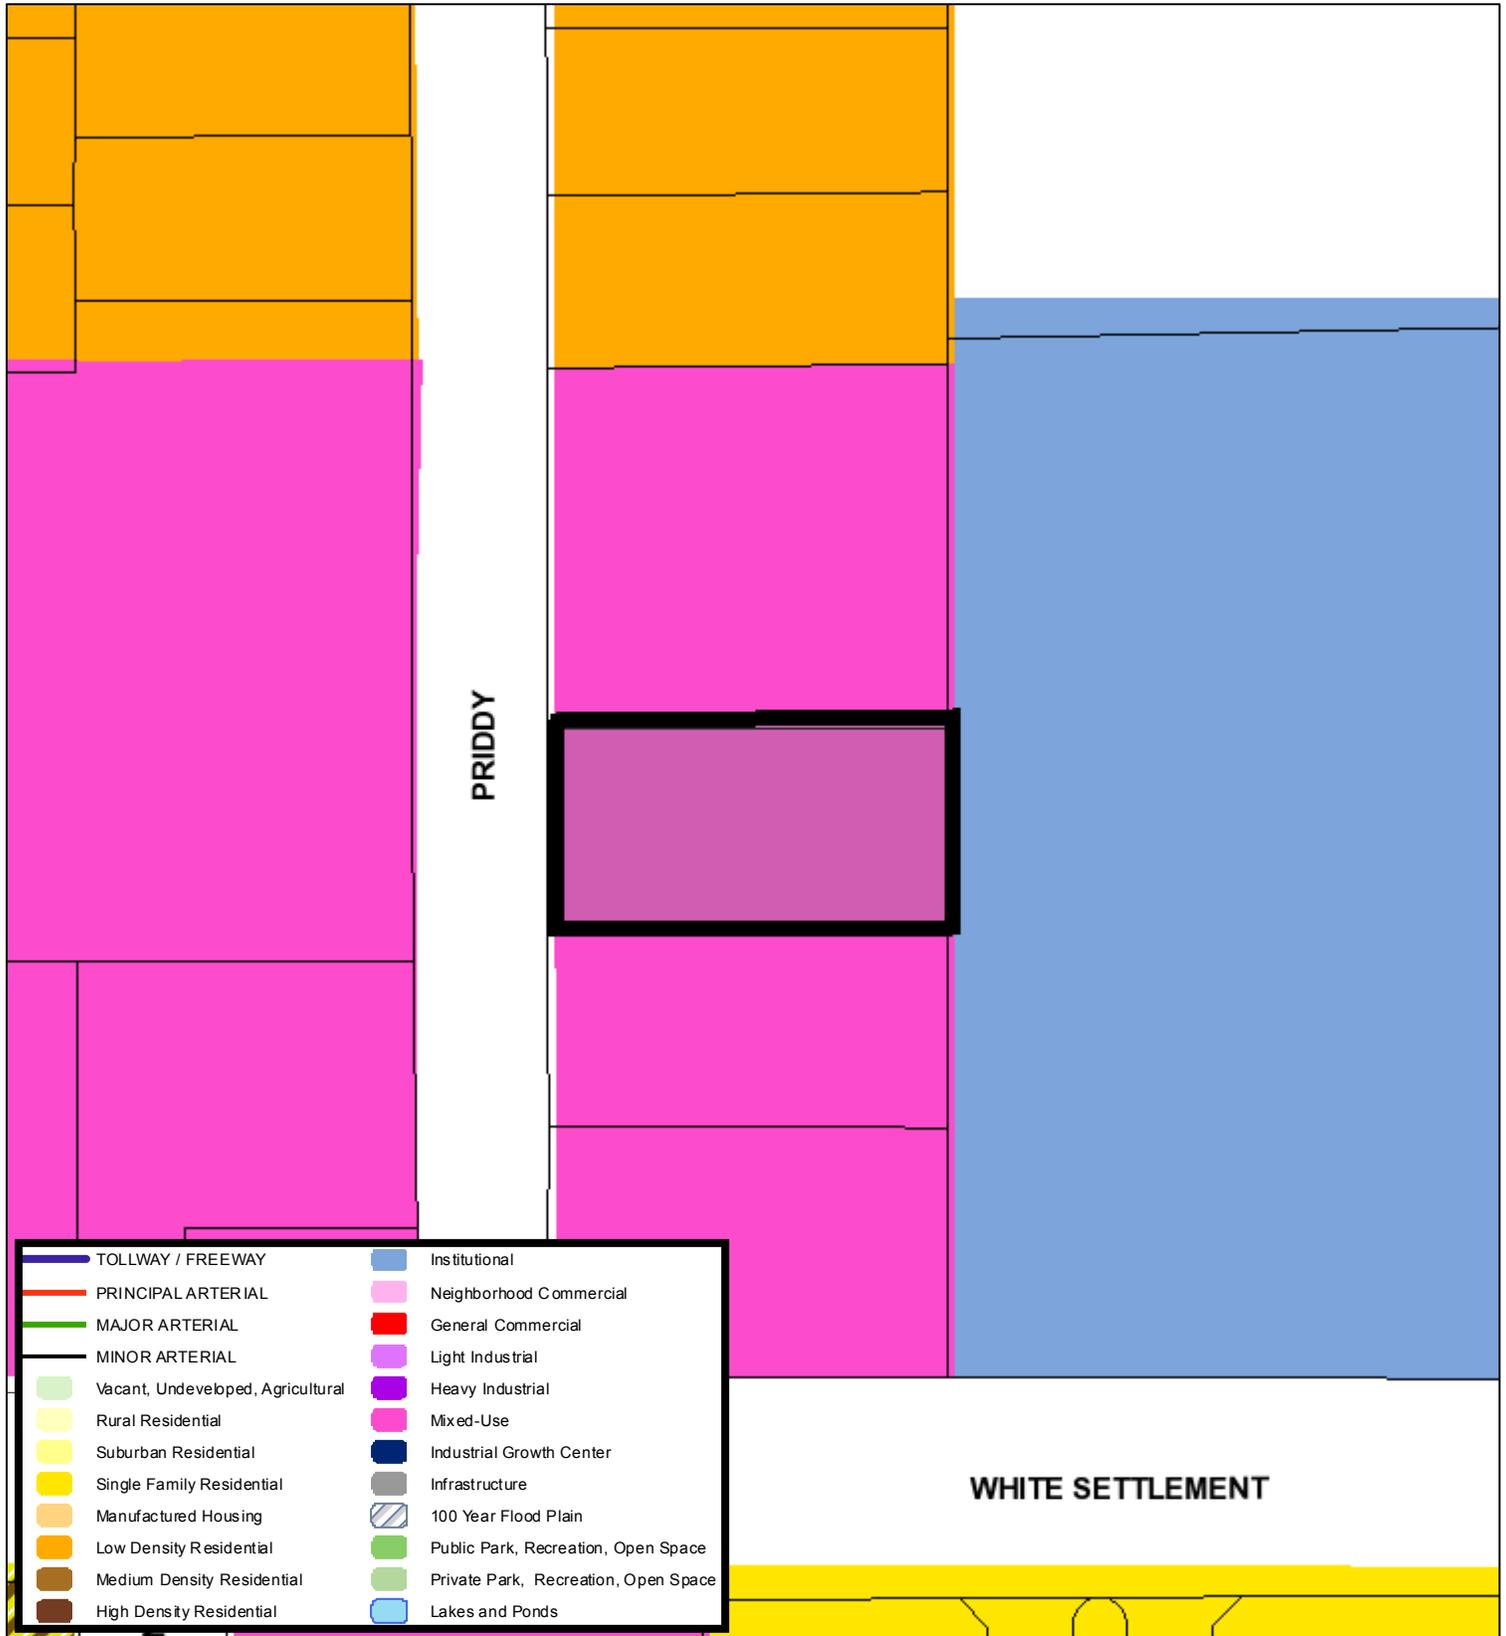 PRIDDY
TOLLWAY / FREEWAY
PRINCIPAL ARTERIAL
MAJOR ARTERIAL
MINOR ARTERIAL
Vacant, Undeveloped, Agricultural
Rural Residential
Suburban Residential
Single Family Residential
Manufactured Housing
Low Density Residential
Medium Density Residential
High Density Residential
Institutional
Neighborhood Commercial
General Commercial
Light Industrial
Heavy Industrial
Mixed-Use
Industrial Growth Center
Infrastructure
100 Year Flood Plain
Public Park, Recreation, Open Space
Private Park, Recreation, Open Space
Lakes and Ponds
WHITE SETTLEMENT